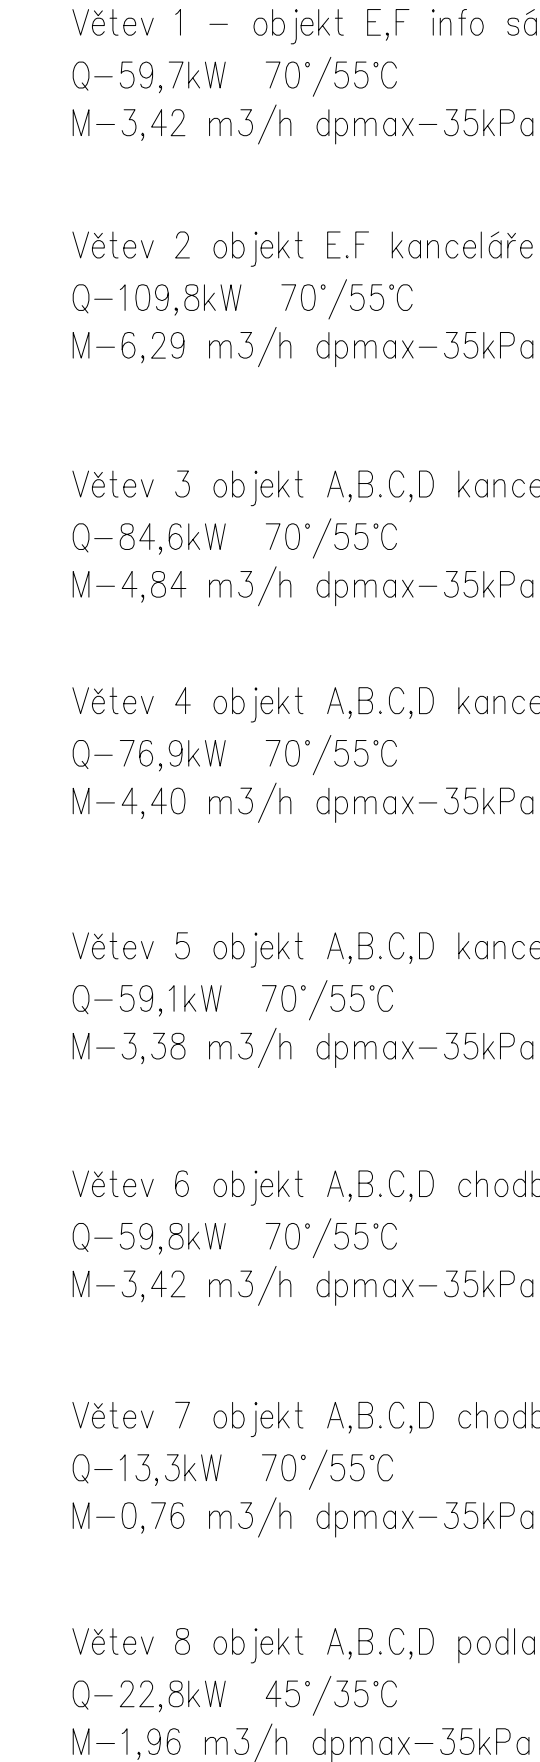 Větev 1 – objekt E,F info sá
Q–59,7kW 70°/55°C
M–3,42 m3/h dpmax–35kPa
Větev 2 objekt E.F kanceláře
Q–109,8kW 70°/55°C
M–6,29 m3/h dpmax–35kPa
Větev 3 objekt A,B.C,D kance
Q–84,6kW 70°/55°C
M–4,84 m3/h dpmax–35kPa
Větev 4 objekt A,B.C,D kance
Q–76,9kW 70°/55°C
M–4,40 m3/h dpmax–35kPa
Větev 5 objekt A,B.C,D kance
Q–59,1kW 70°/55°C
M–3,38 m3/h dpmax–35kPa
Větev 6 objekt A,B.C,D chodb
Q–59,8kW 70°/55°C
M–3,42 m3/h dpmax–35kPa
Větev 7 objekt A,B.C,D chodb
Q–13,3kW 70°/55°C
M–0,76 m3/h dpmax–35kPa
Větev 8 objekt A,B.C,D podla
Q–22,8kW 45°/35°C
M–1,96 m3/h dpmax–35kPa